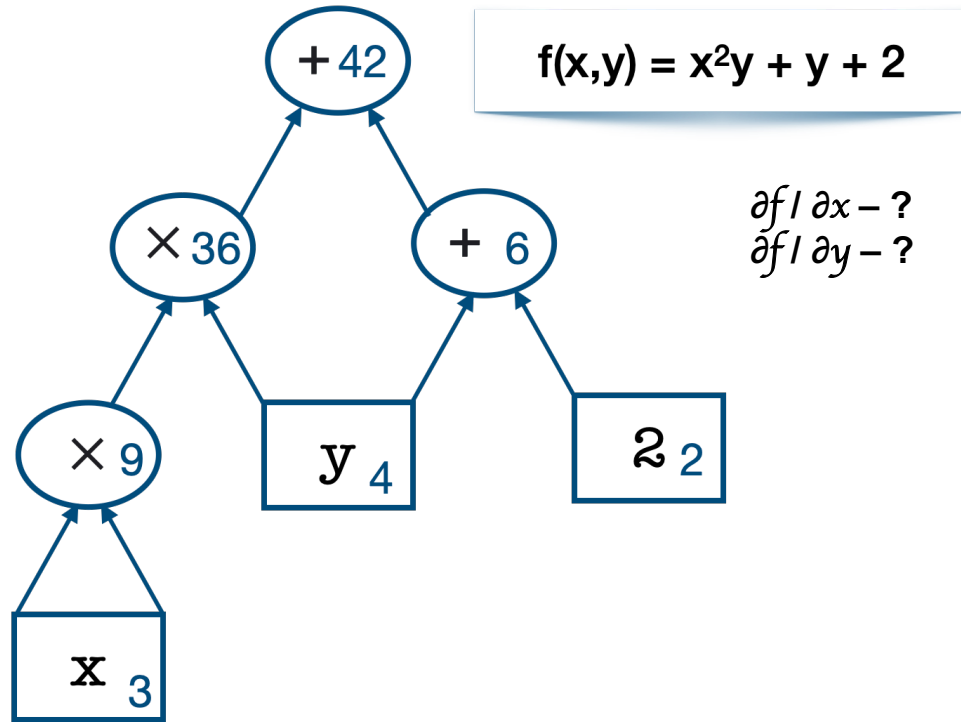 + 42
f(x,y) = x²y + y + 2
∂f / ∂x – ?
∂f / ∂y – ?
× 36
+ 6
× 9
y 4
2 2
x 3